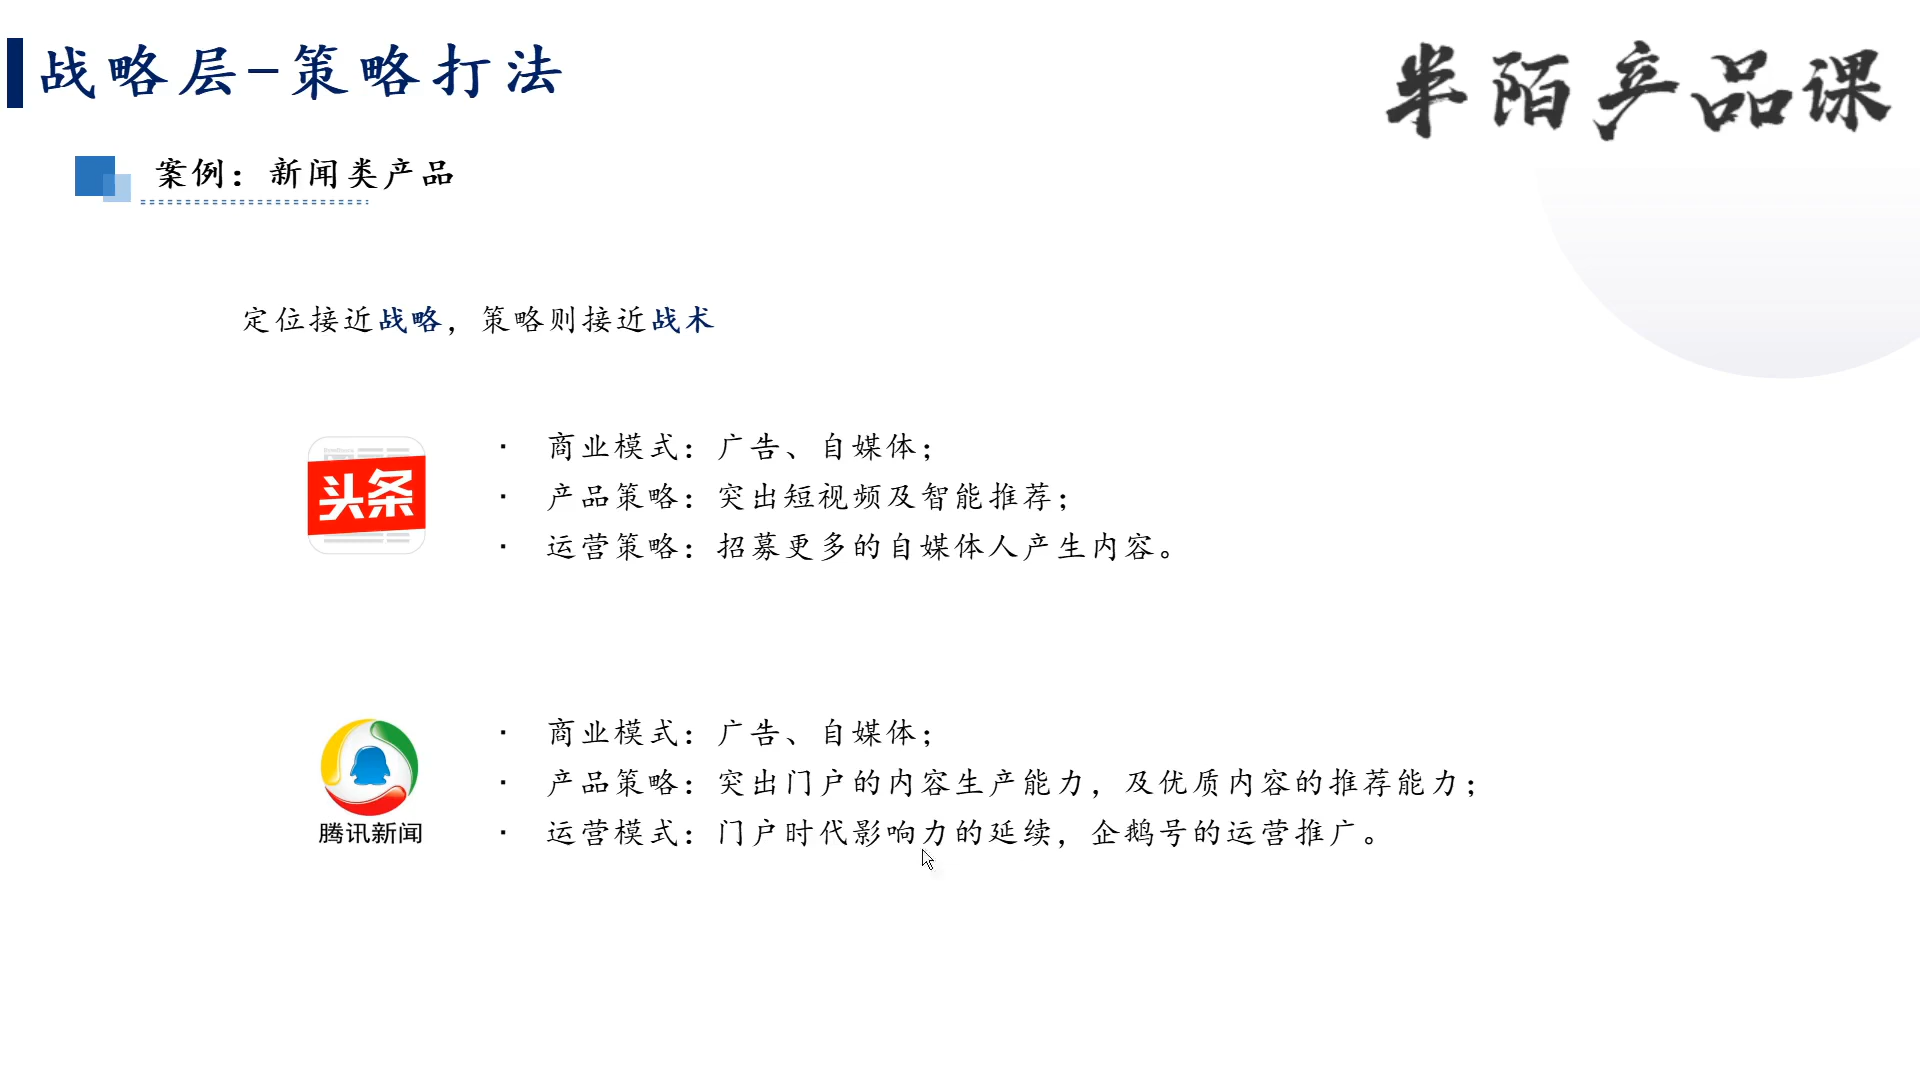 战略层-策略打法
半陌产品课
案例：新闻类产品
定位接近战略，策略则接近战术
头条
· 商业模式：广告、自媒体；
· 产品策略：突出短视频及智能推荐；
· 运营策略：招募更多的自媒体人产生内容。
腾讯新闻
· 商业模式：广告、自媒体；
· 产品策略：突出门户的内容生产能力，及优质内容的推荐能力；
· 运营模式：门户时代影响力的延续，企鹅号的运营推广。